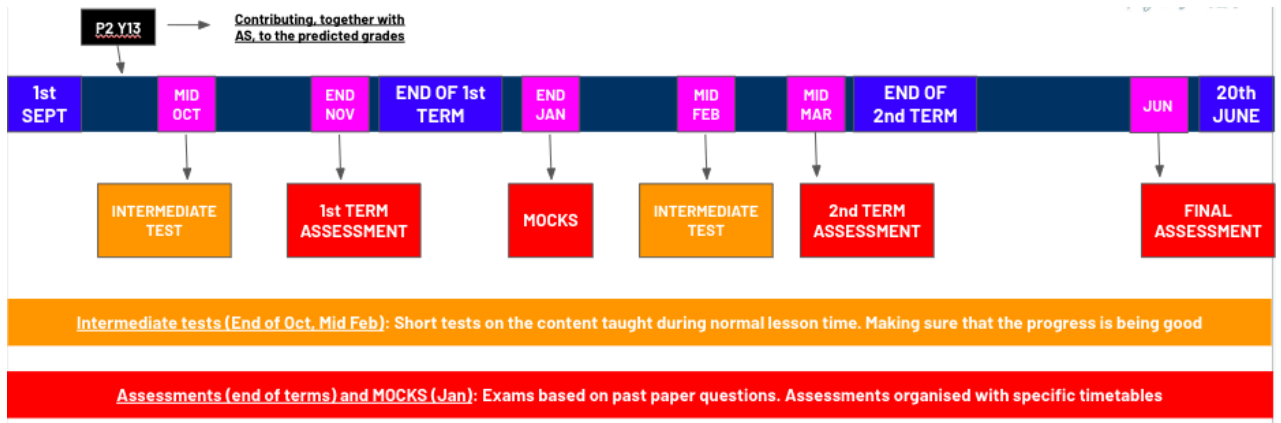 P2 Y13
Contributing, together with
AS, to the predicted grades
1st
SEPT
MID
OCT
END
NOV
END OF 1st
TERM
END
JAN
MID
FEB
MID
MAR
END OF
2nd TERM
JUN
20th
JUNE
INTERMEDIATE
TEST
1st TERM
ASSESSMENT
MOCKS
INTERMEDIATE
TEST
2nd TERM
ASSESSMENT
FINAL
ASSESSMENT
Intermediate tests (End of Oct, Mid Feb): Short tests on the content taught during normal lesson time. Making sure that the progress is being good
Assessments (end of terms) and MOCKS (Jan): Exams based on past paper questions. Assessments organised with specific timetables